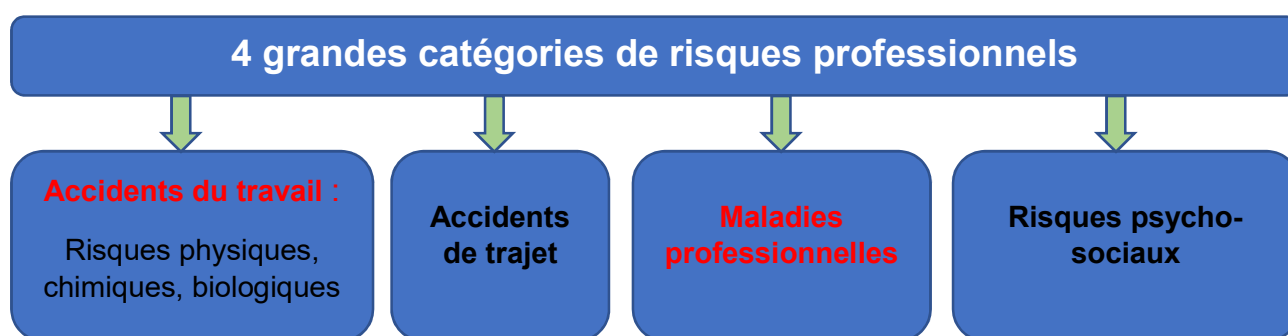 4 grandes catégories de risques professionnels
Accidents du travail :
Risques physiques,
chimiques, biologiques
Accidents
de trajet
Maladies
professionnelles
Risques psycho-
sociaux